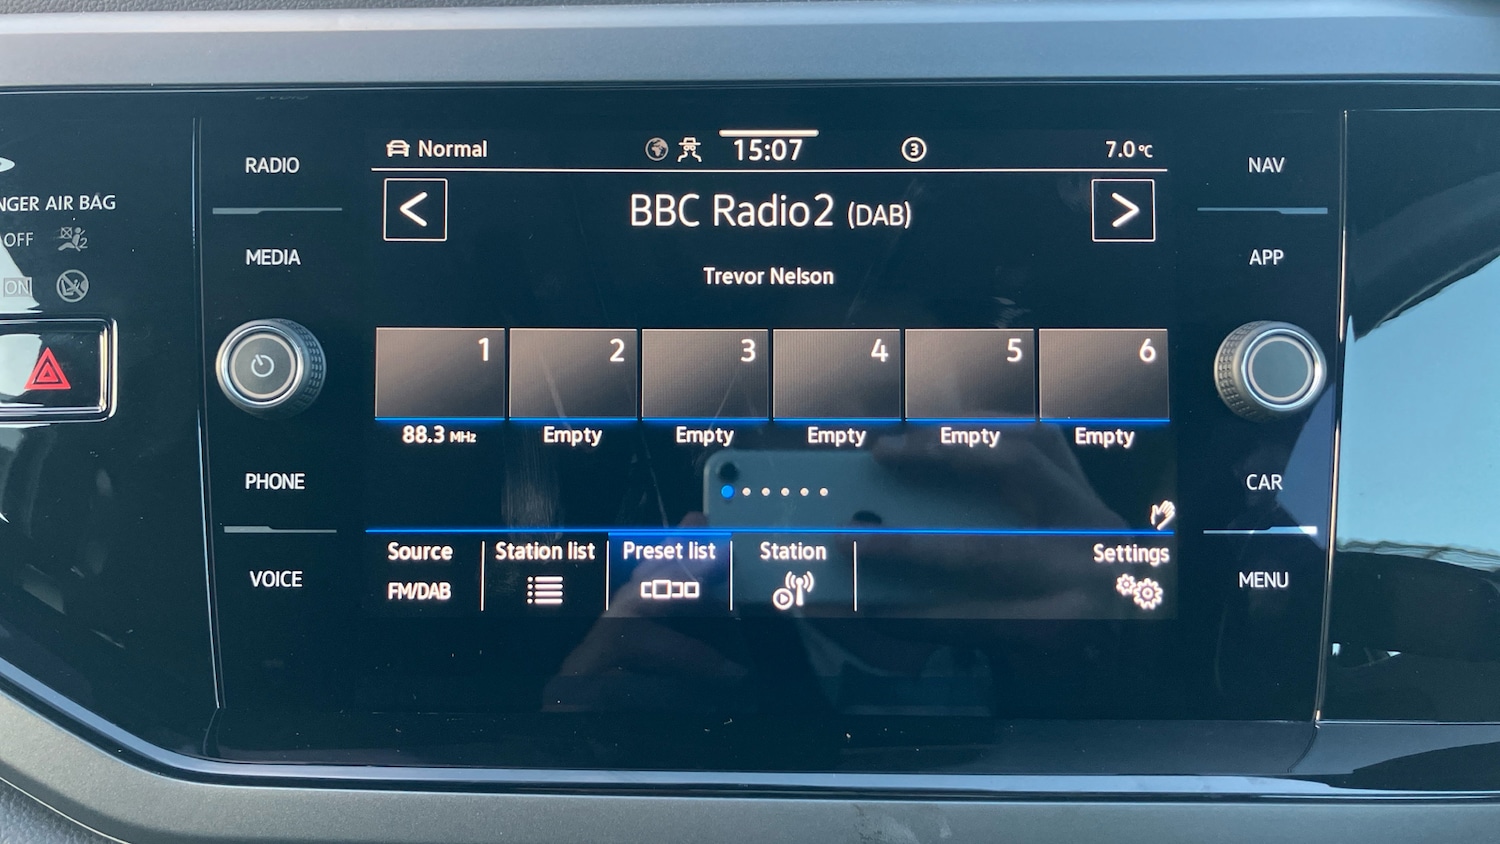 NGER AIR BAG
OFF
2
ON
RADIO
MEDIA
PHONE
VOICE
Normal
15:07
3
7.0 °C
BBC Radio2 (DAB)
Trevor Nelson
1 2 3 4 5 6
88.3 MHz Empty Empty Empty Empty Empty
Source Station list Preset list Station Settings
FM/DAB
NAV
APP
CAR
MENU